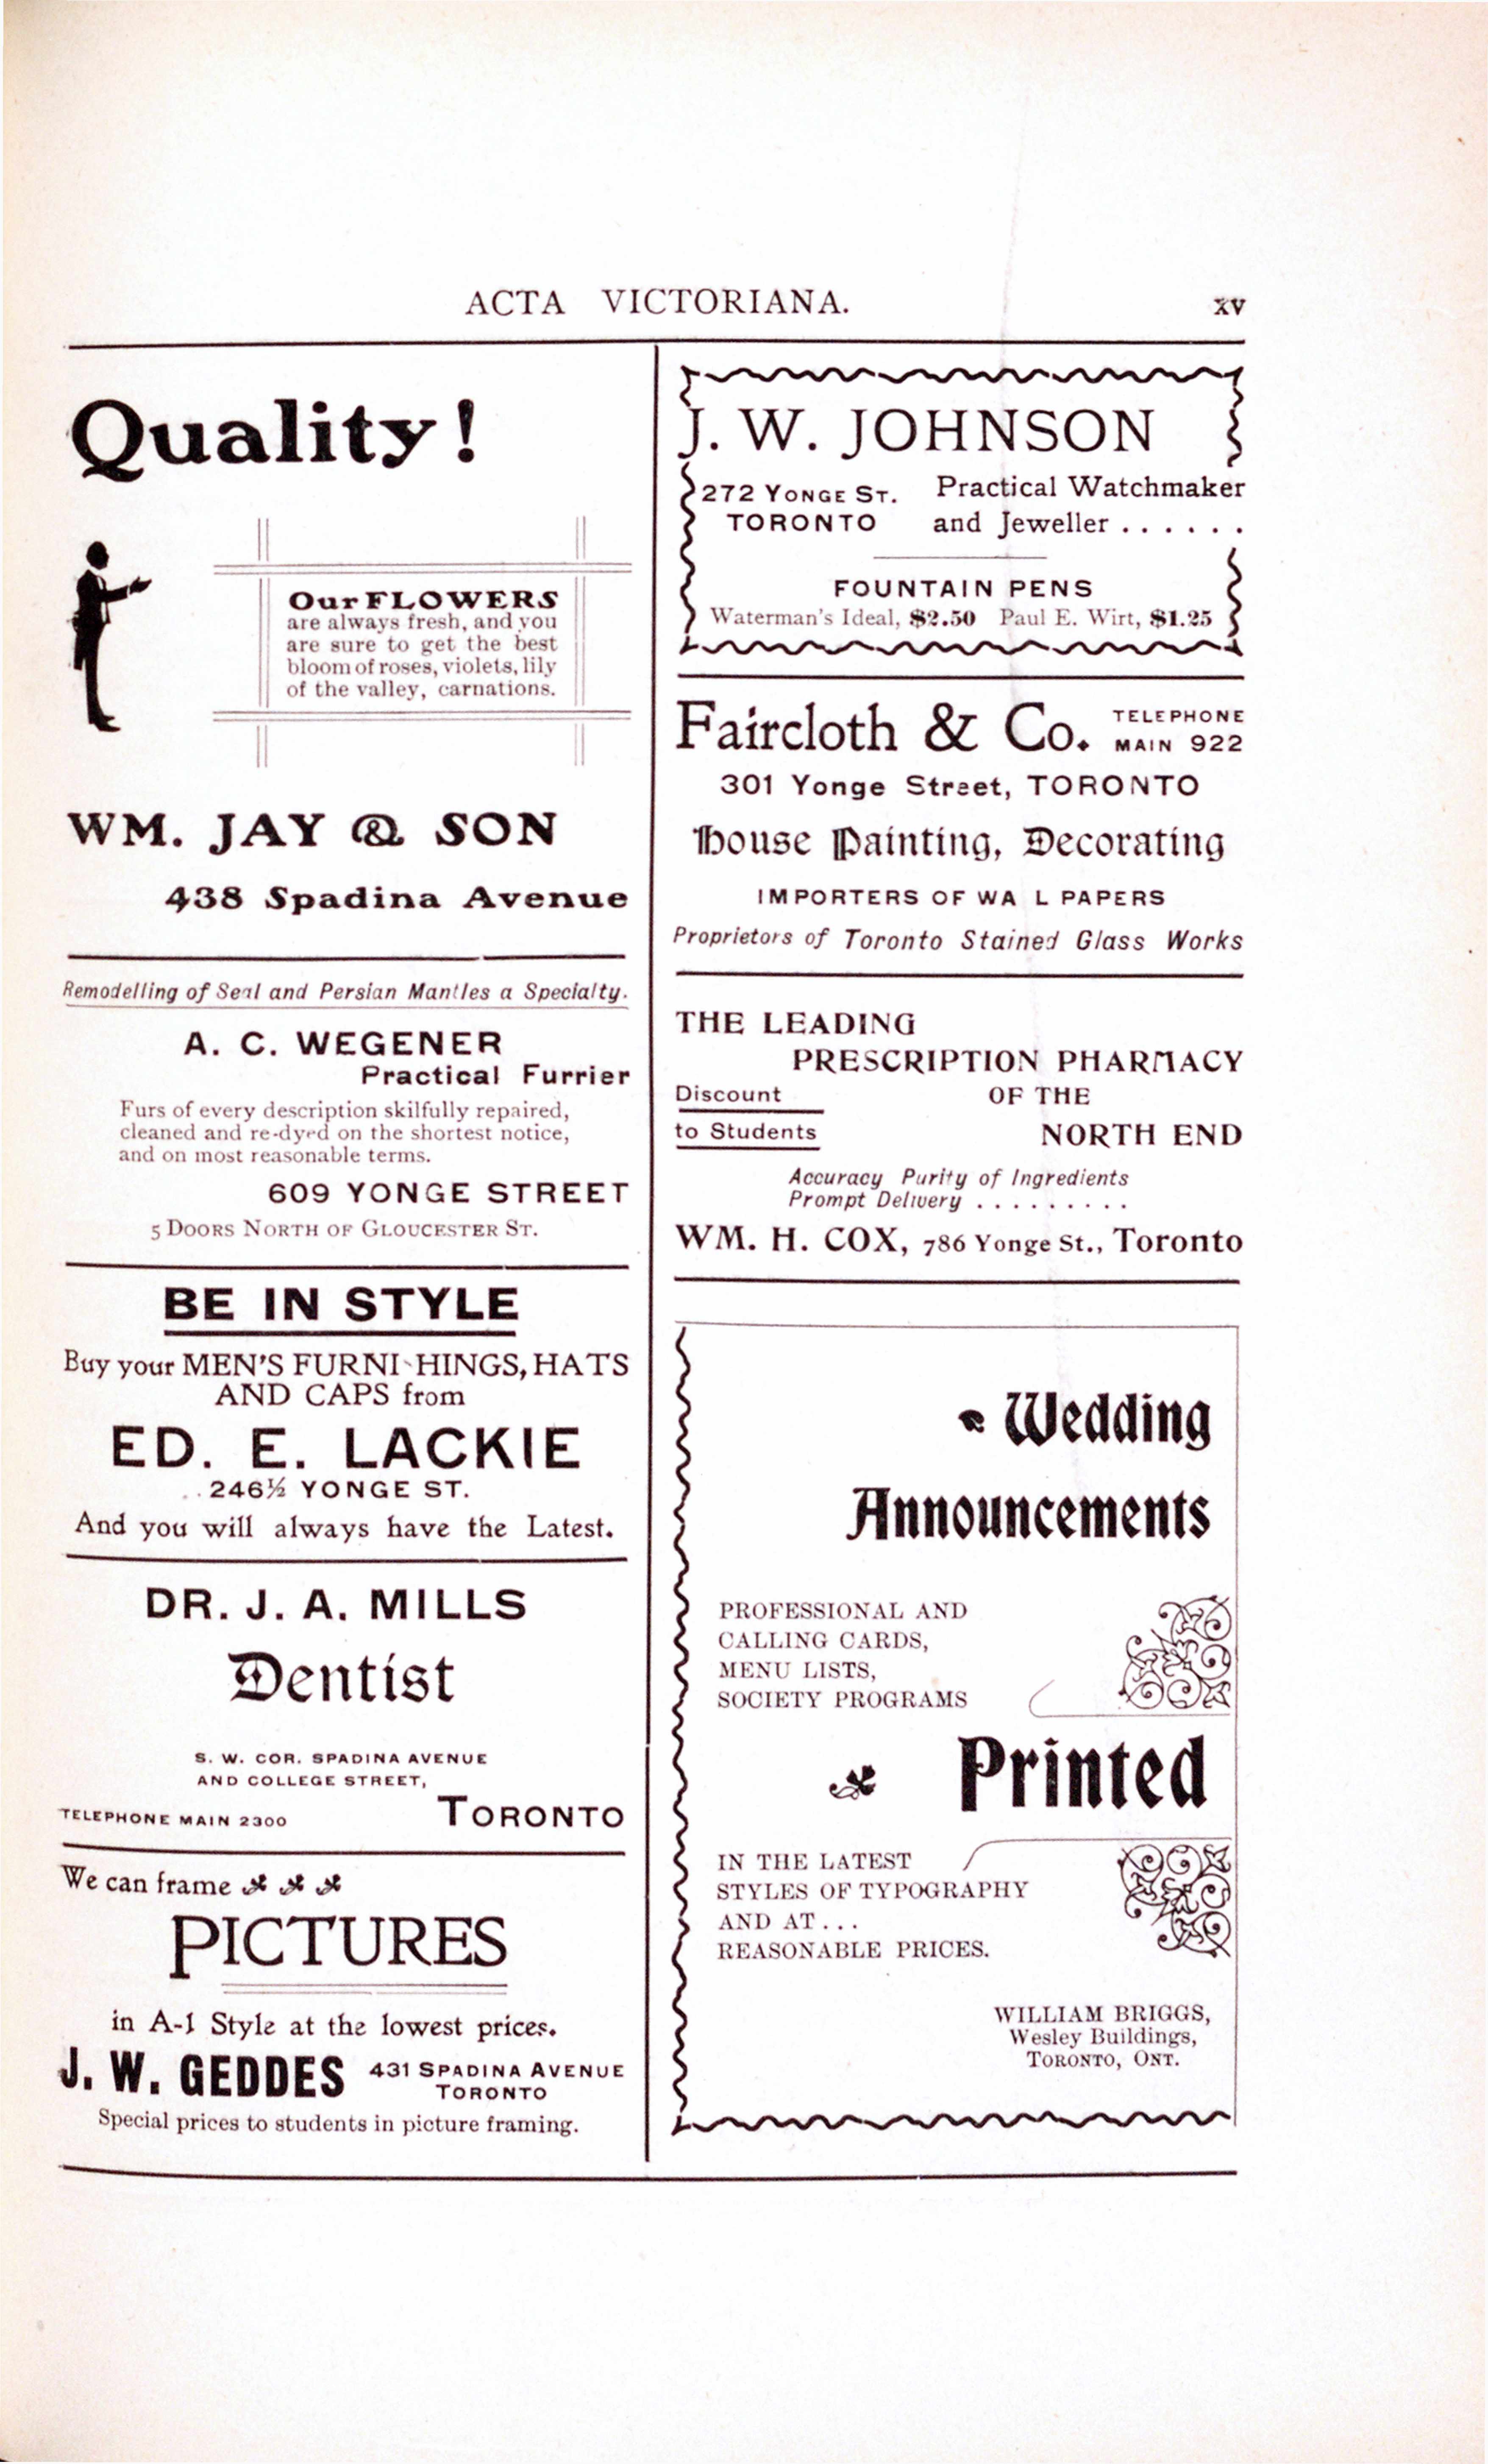 ACTA VICTORIANA.
xv
Quality!
Our FLOWERS
are always fresh, and you
are sure to get the best
bloom of roses, violets, lily
of the valley, carnations.
WM. JAY & SON
438 Spadina Avenue
Remodelling of Seal and Persian Mantles a Specialty.
A. C. WEGENER
Practical Furrier
Furs of every description skilfully repaired,
cleaned and re-dyed on the shortest notice,
and on most reasonable terms.
609 YONGE STREET
5 DOORS NORTH OF GLOUCESTER ST.
BE IN STYLE
Buy your MEN'S FURNI HINGS, HATS
AND CAPS from
ED. E. LACKIE
..246½ YONGE ST.
And you will always have the Latest.
DR. J. A. MILLS
Dentist
S. W. COR. SPADINA AVENUE
AND COLLEGE STREET,
TELEPHONE MAIN 2300 TORONTO
We can frame
PICTURES
in A-1 Style at the lowest prices.
J. W. GEDDES 431 SPADINA AVENUE
TORONTO
Special prices to students in picture framing.
J. W. JOHNSON
272 YONGE ST. Practical Watchmaker
TORONTO and Jeweller . . . . . .
FOUNTAIN PENS
Waterman's Ideal, $2.50 Paul E. Wirt, $1.25
Faircloth & Co. TELEPHONE
MAIN 922
301 Yonge Street, TORONTO
House Painting, Decorating
IMPORTERS OF WA L PAPERS
Proprietors of Toronto Stained Glass Works
THE LEADING
PRESCRIPTION PHARMACY
Discount OF THE
to Students NORTH END
Accuracy Purity of Ingredients
Prompt Delivery . . . . . . . . .
WM. H. COX, 786 Yonge St., Toronto
Wedding
Announcements
PROFESSIONAL AND
CALLING CARDS,
MENU LISTS,
SOCIETY PROGRAMS
Printed
IN THE LATEST
STYLES OF TYPOGRAPHY
AND AT...
REASONABLE PRICES.
WILLIAM BRIGGS,
Wesley Buildings,
TORONTO, ONT.